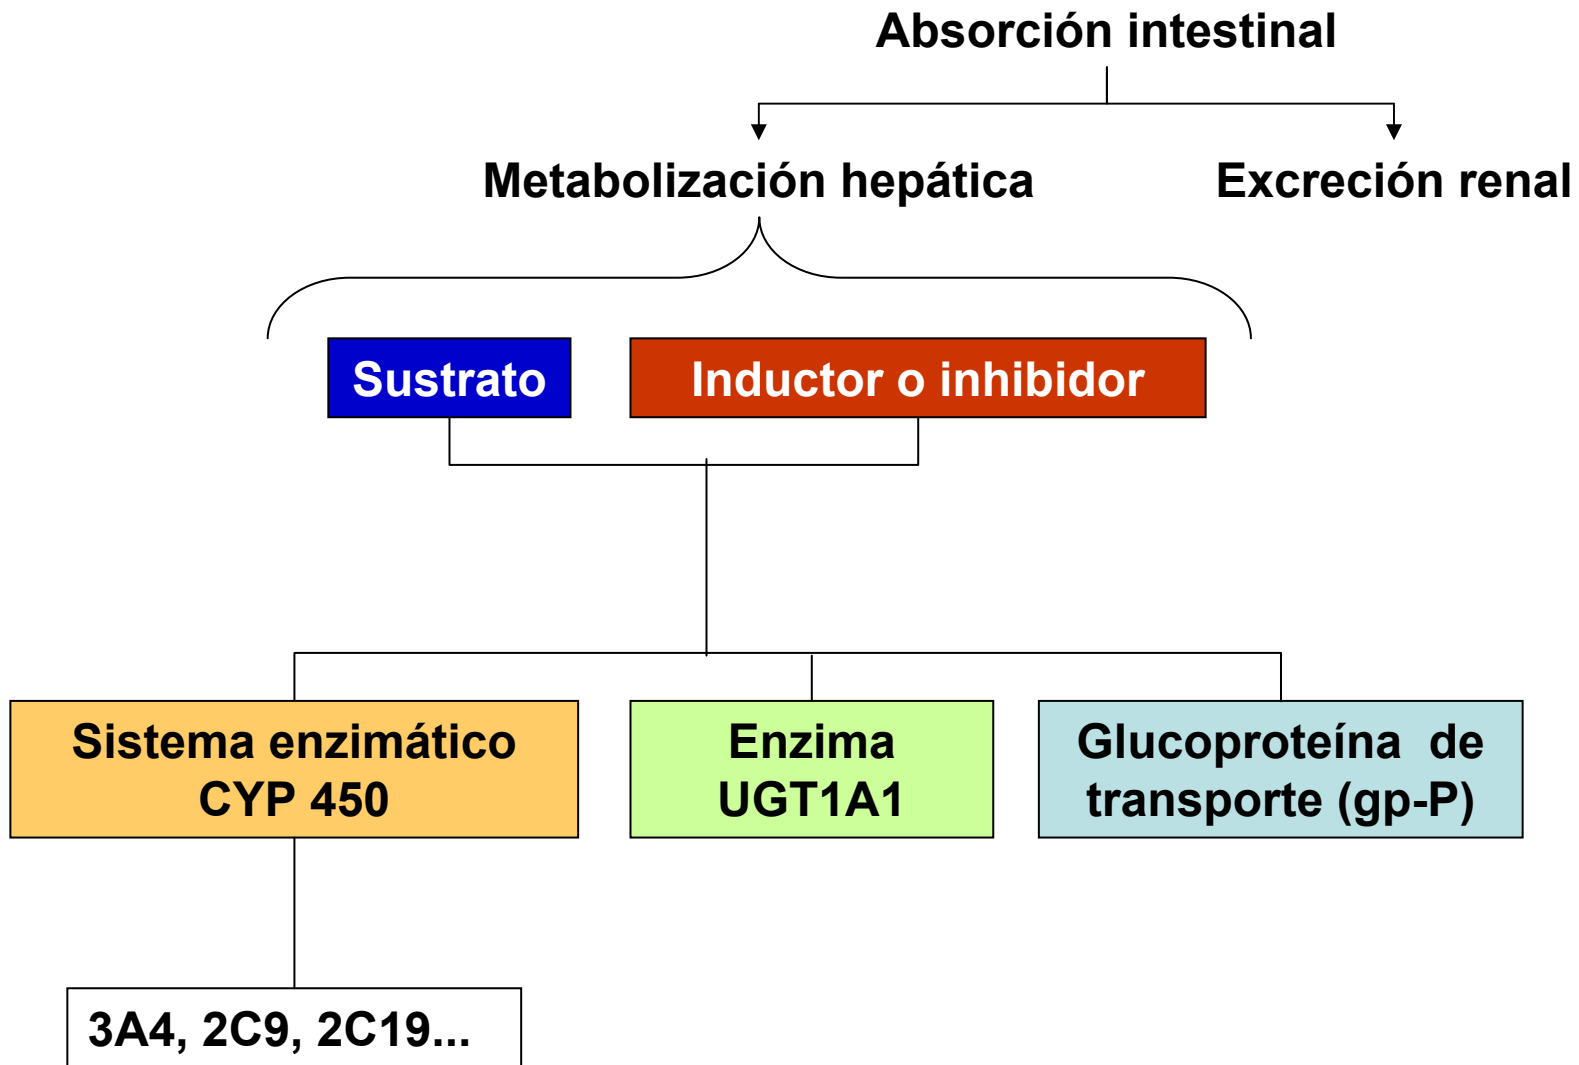 Absorción intestinal
Metabolización hepática
Excreción renal
Sustrato
Inductor o inhibidor
Sistema enzimático
CYP 450
Enzima
UGT1A1
Glucoproteína de
transporte (gp-P)
3A4, 2C9, 2C19...